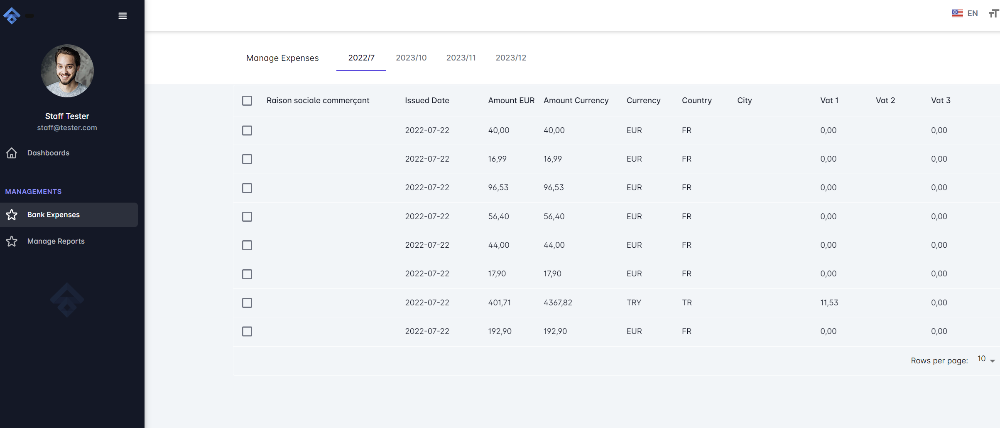 EN
Staff Tester
staff@tester.com
Dashboards
MANAGEMENTS
Bank Expenses
Manage Reports
Manage Expenses 2022/7 2023/10 2023/11 2023/12
Raison sociale commerçant Issued Date Amount EUR Amount Currency Currency Country City Vat 1 Vat 2 Vat 3
2022-07-22 40,00 40,00 EUR FR 0,00 0,00
2022-07-22 16,99 16,99 EUR FR 0,00 0,00
2022-07-22 96,53 96,53 EUR FR 0,00 0,00
2022-07-22 56,40 56,40 EUR FR 0,00 0,00
2022-07-22 44,00 44,00 EUR FR 0,00 0,00
2022-07-22 17,90 17,90 EUR FR 0,00 0,00
2022-07-22 401,71 4367,82 TRY TR 11,53 0,00
2022-07-22 192,90 192,90 EUR FR 0,00 0,00
Rows per page: 10